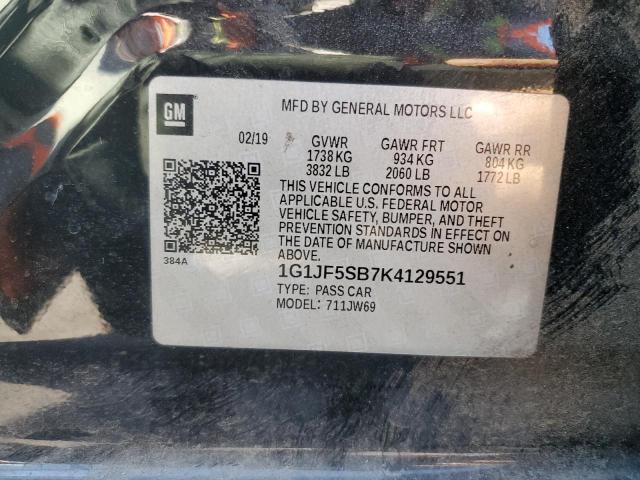 GM
MFD BY GENERAL MOTORS LLC
02/19 GVWR GAWR FRT GAWR RR
1738 KG 934 KG 804 KG
3832 LB 2060 LB 1772 LB
THIS VEHICLE CONFORMS TO ALL
APPLICABLE U.S. FEDERAL MOTOR
VEHICLE SAFETY, BUMPER, AND THEFT
PREVENTION STANDARDS IN EFFECT ON
THE DATE OF MANUFACTURE SHOWN
ABOVE.
384A
1G1JF5SB7K4129551
TYPE: PASS CAR
MODEL: 711JW69